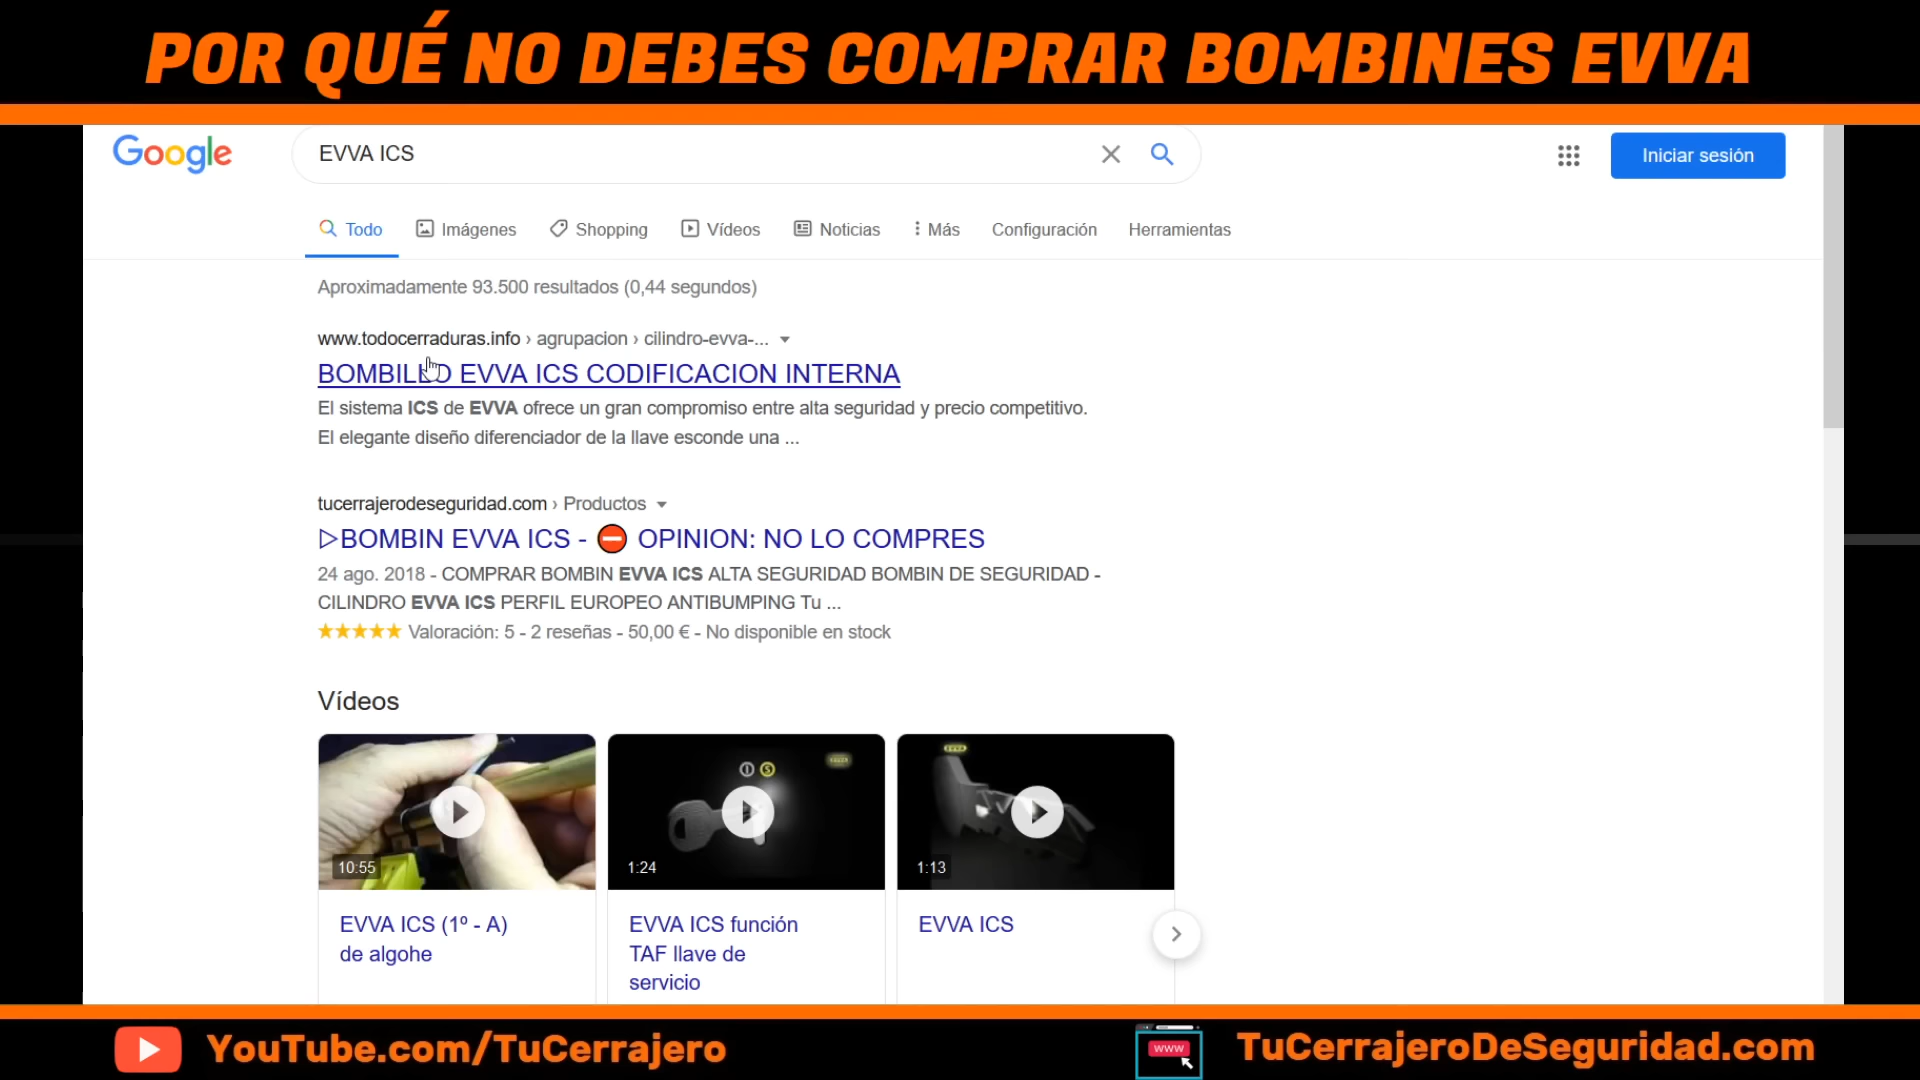 POR QUÉ NO DEBES COMPRAR BOMBINES EVVA
Google
EVVA ICS
Iniciar sesión
Todo
Imágenes
Shopping
Vídeos
Noticias
Más
Configuración
Herramientas
Aproximadamente 93.500 resultados (0,44 segundos)
www.todocerraduras.info › agrupacion › cilindro-evva-...
BOMBILLO EVVA ICS CODIFICACION INTERNA
El sistema ICS de EVVA ofrece un gran compromiso entre alta seguridad y precio competitivo.
El elegante diseño diferenciador de la llave esconde una ...
tucerrajerodeseguridad.com › Productos
▷BOMBIN EVVA ICS - ⛔ OPINION: NO LO COMPRES
24 ago. 2018 - COMPRAR BOMBIN EVVA ICS ALTA SEGURIDAD BOMBIN DE SEGURIDAD -
CILINDRO EVVA ICS PERFIL EUROPEO ANTIBUMPING Tu ...
★★★★★ Valoración: 5 - 2 reseñas - 50,00 € - No disponible en stock
Vídeos
10:55
1:24
EVVA
1:13
EVVA ICS (1º - A)
de algohe
EVVA ICS función
TAF llave de
servicio
EVVA ICS
YouTube.com/TuCerrajero
WWW
TuCerrajeroDeSeguridad.com